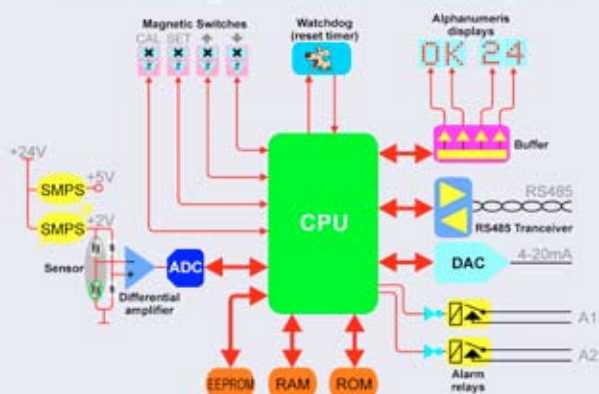 Magnetic Switches
CAL SET
Watchdog
(reset timer)
Alphanumeris
displays
OK 24
Buffer
+24V
SMPS
+5V
SMPS
+2V
Sensor
Differential
amplifier
ADC
CPU
RS485
RS485 Tranceiver
DAC
4-20mA
A1
A2
Alarm
relays
EEPROM
RAM
ROM